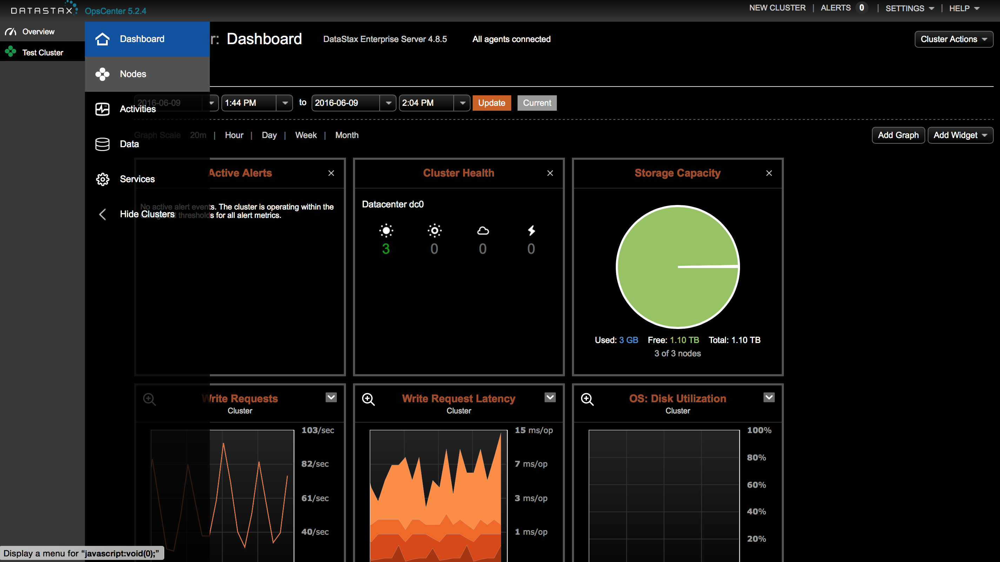 DATASTAX OpsCenter 5.2.4
NEW CLUSTER | ALERTS 0 | SETTINGS | HELP
Overview
Test Cluster
Dashboard
Nodes
Activities
Data
Services
Hide Clusters
r: Dashboard DataStax Enterprise Server 4.8.5 All agents connected
Cluster Actions
2016-06-09 1:44 PM to 2016-06-09 2:04 PM Update Current
Graph Scale 20m | Hour | Day | Week | Month
Add Graph Add Widget
Active Alerts
No active alert events. The cluster is operating within the
thresholds for all alert metrics.
Cluster Health
Datacenter dc0
3 0 0 0
Storage Capacity
Used: 3 GB Free: 1.10 TB Total: 1.10 TB
3 of 3 nodes
Write Requests
Cluster
103/sec
82/sec
61/sec
40/sec
Write Request Latency
Cluster
15 ms/op
7 ms/op
3 ms/op
1 ms/op
OS: Disk Utilization
Cluster
100%
80%
60%
40%
20%
Display a menu for “javascript:void(0);”